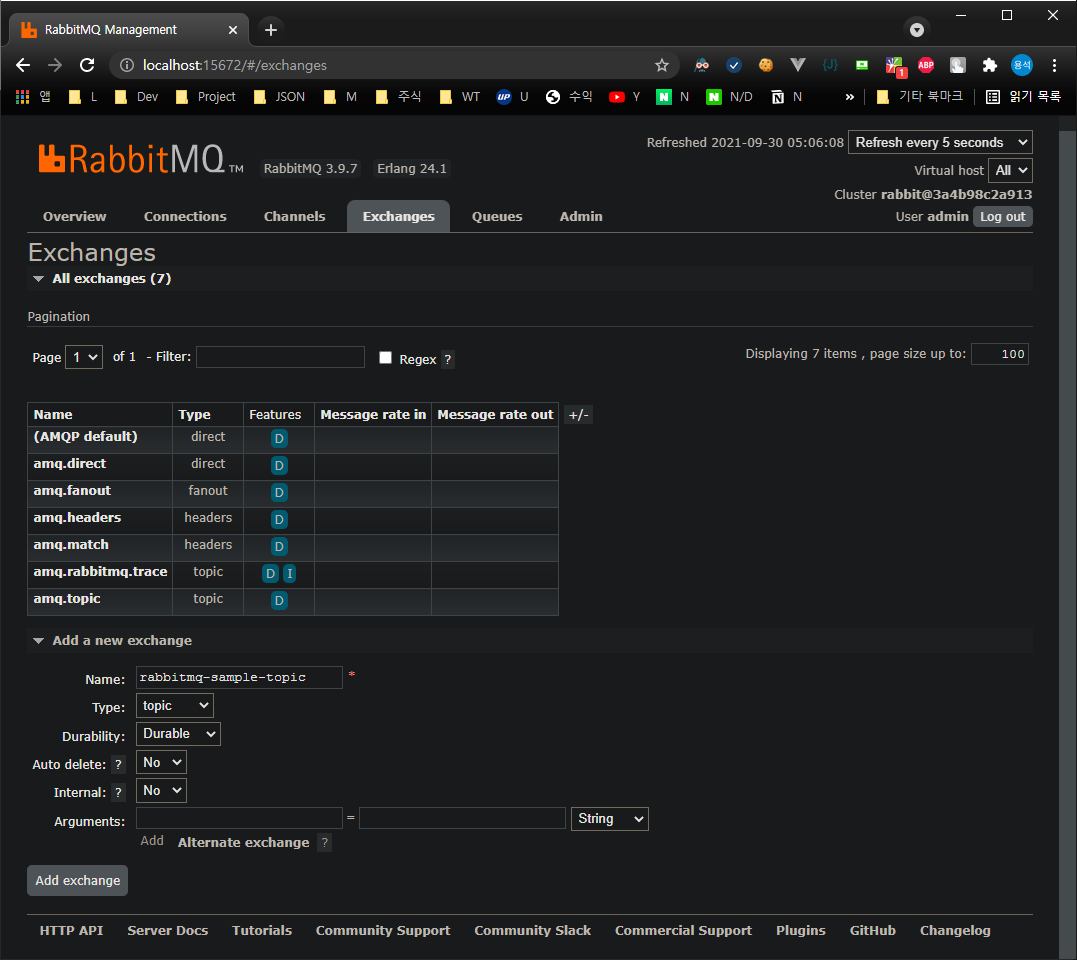 RabbitMQ Management
localhost:15672/#/exchanges
1 ABP 용석
앱 L Dev Project JSON M 주식 WT UP U 수익 Y N N N N/D N » 기타 북마크 읽기 목록
RabbitMQ TM RabbitMQ 3.9.7 Erlang 24.1
Refreshed 2021-09-30 05:06:08 Refresh every 5 seconds
Virtual host All
Cluster rabbit@3a4b98c2a913
User admin Log out
Overview Connections Channels Exchanges Queues Admin
Exchanges
All exchanges (7)
Pagination
Page 1 of 1 - Filter: Regex ? Displaying 7 items , page size up to: 100
Name Type Features Message rate in Message rate out +/-
(AMQP default) direct D
amq.direct direct D
amq.fanout fanout D
amq.headers headers D
amq.match headers D
amq.rabbitmq.trace topic D I
amq.topic topic D
Add a new exchange
Name: rabbitmq-sample-topic *
Type: topic
Durability: Durable
Auto delete: ? No
Internal: ? No
Arguments: = String
Add Alternate exchange ?
Add exchange
HTTP API Server Docs Tutorials Community Support Community Slack Commercial Support Plugins GitHub Changelog